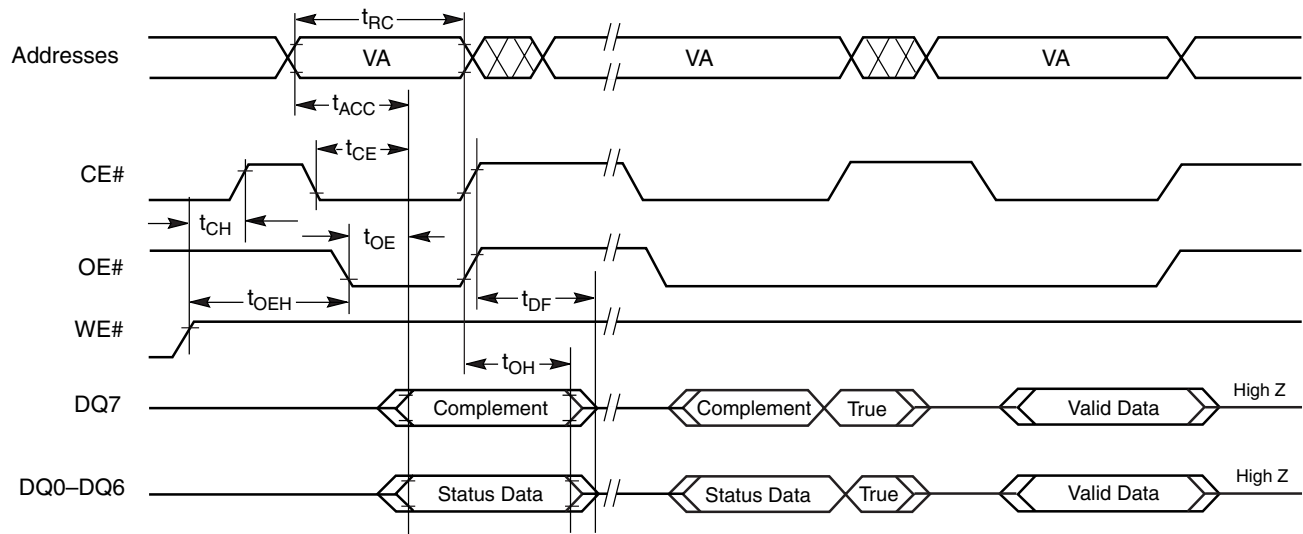 tRC
Addresses VA VA VA
tACC
tCE
CE#
tCH
tOE
OE#
tOEH
tDF
WE#
tOH
DQ7 Complement Complement True Valid Data High Z
DQ0–DQ6 Status Data Status Data True Valid Data High Z